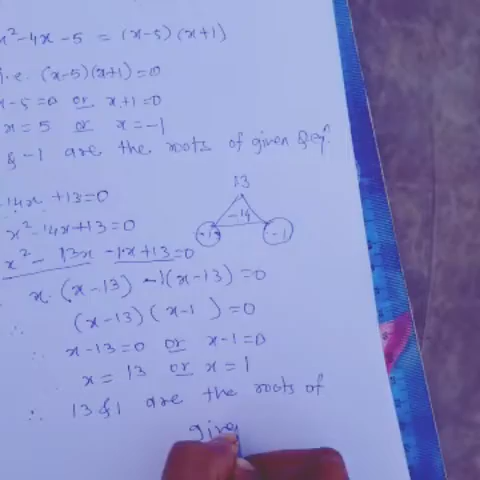 x²-4x-5 = (x-5)(x+1)
i.e. (x-5)(x+1)=0
x-5=0 or x+1=0
x=5 or x=-1
& -1 are the roots of given Q.Eqn.
-14x+13=0
x²-14x+13=0
x²-13x-1x+13=0
13
-14
-13
-1
x(x-13)-1(x-13)=0
∴ (x-13)(x-1)=0
∴ x-13=0 or x-1=0
x=13 or x=1
∴ 13 & 1 are the roots of
give